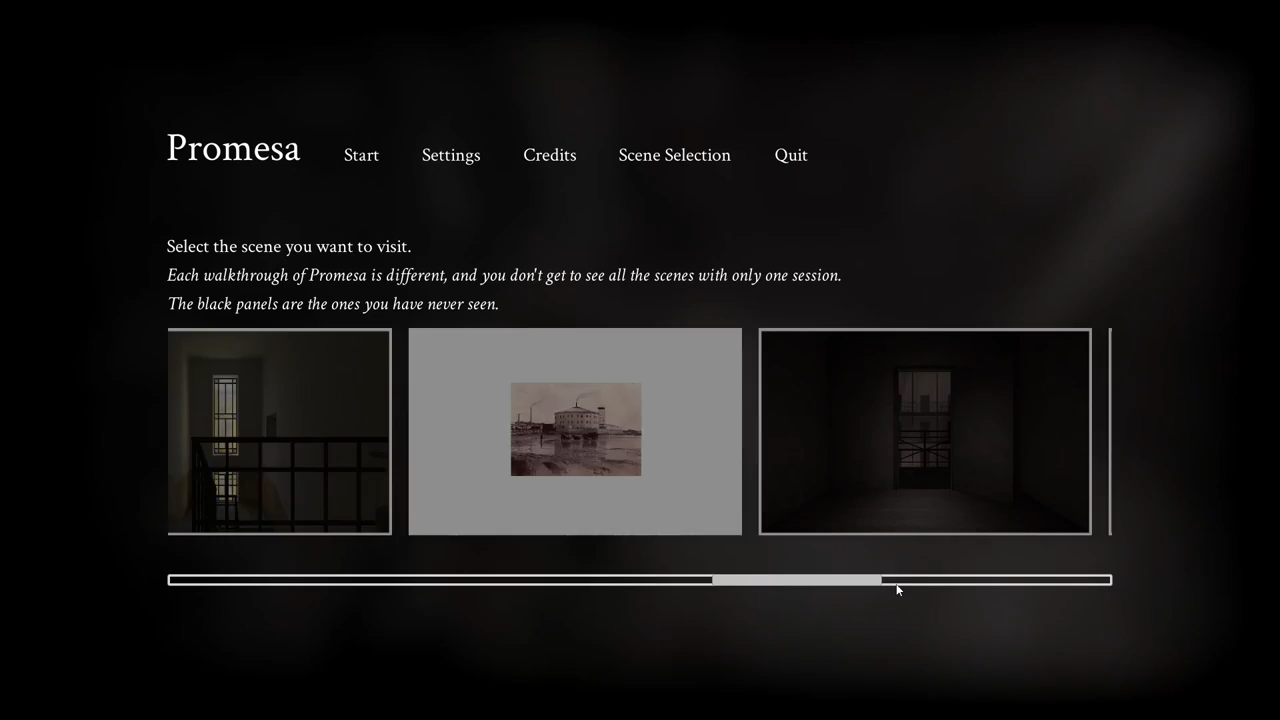 Promesa Start Settings Credits Scene Selection Quit
Select the scene you want to visit.
Each walkthrough of Promesa is different, and you don't get to see all the scenes with only one session.
The black panels are the ones you have never seen.